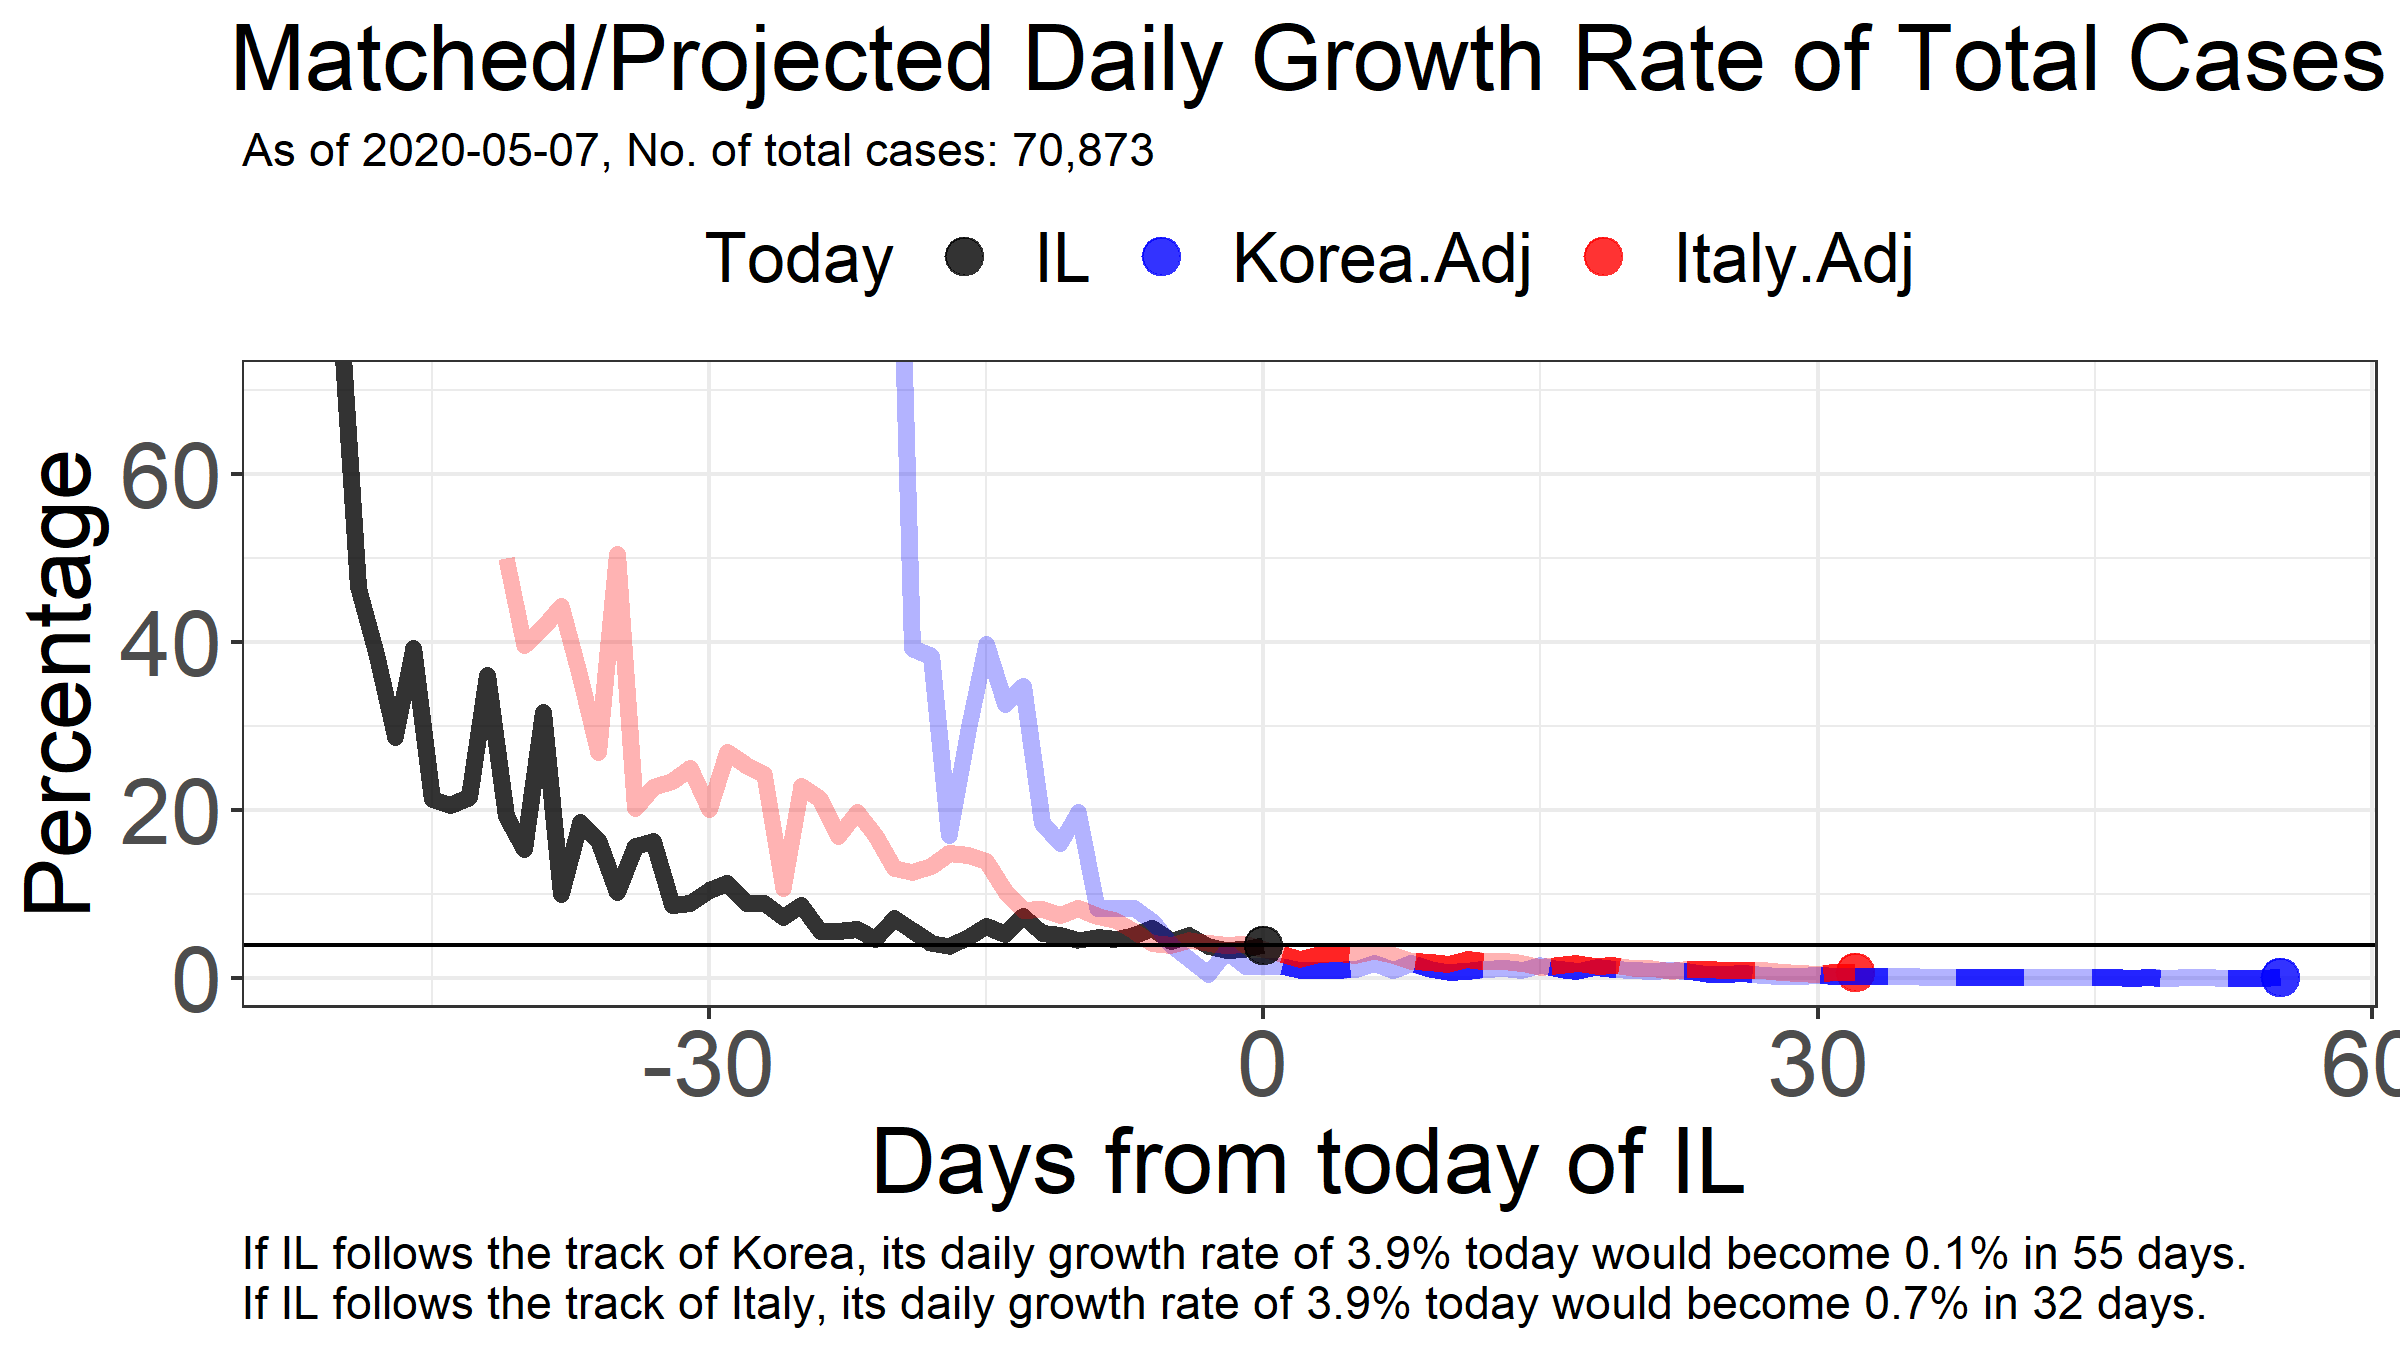 Matched/Projected Daily Growth Rate of Total Cases
As of 2020-05-07, No. of total cases: 70,873
Today IL Korea.Adj Italy.Adj
Percentage
60
40
20
0
-30 0 30 60
Days from today of IL
If IL follows the track of Korea, its daily growth rate of 3.9% today would become 0.1% in 55 days.
If IL follows the track of Italy, its daily growth rate of 3.9% today would become 0.7% in 32 days.